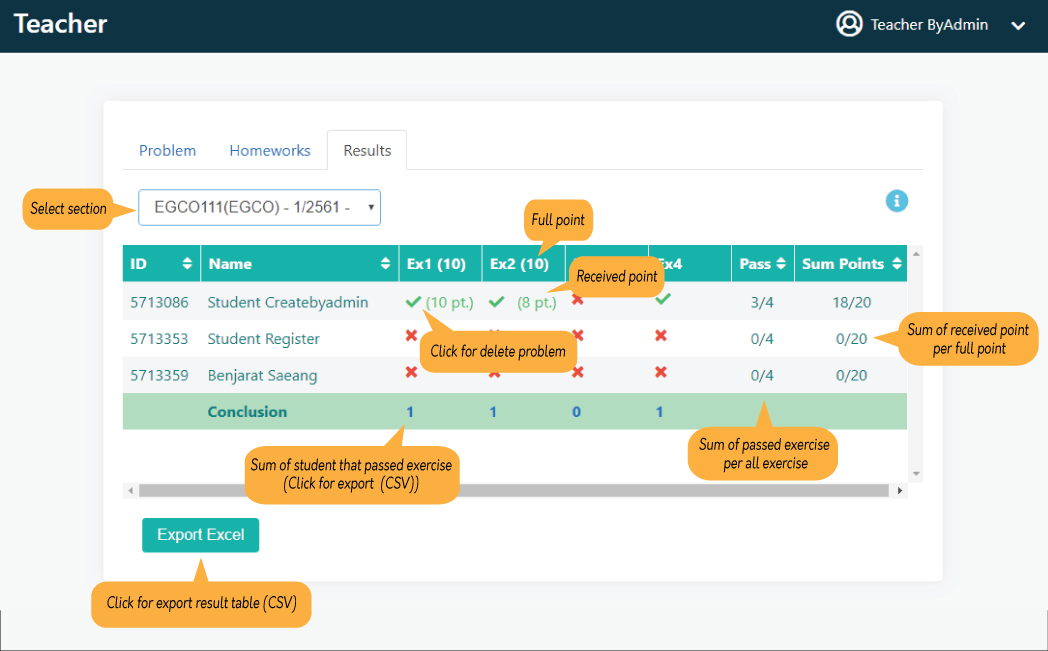 Teacher
Teacher ByAdmin
Problem Homeworks Results
Select section
EGCO111(EGCO) - 1/2561 -
Full point
ID Name Ex1 (10) Ex2 (10) Ex4 Pass Sum Points
Received point
5713086 Student Createbyadmin (10 pt.) (8 pt.) 3/4 18/20
5713353 Student Register 0/4 0/20
Sum of received point
per full point
Click for delete problem
5713359 Benjarat Saeang 0/4 0/20
Conclusion 1 1 0 1
Sum of passed exercise
per all exercise
Sum of student that passed exercise
(Click for export (CSV))
Export Excel
Click for export result table (CSV)